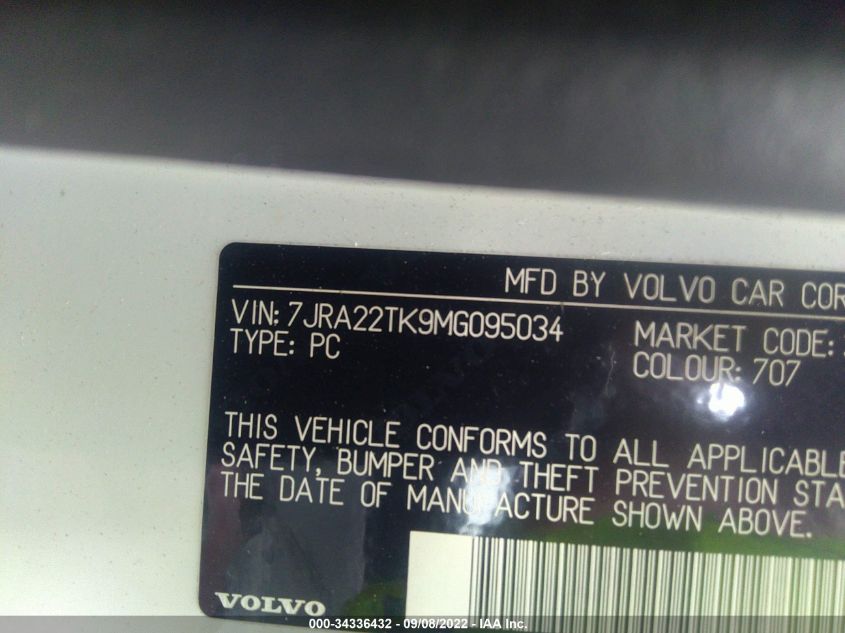 MFD BY VOLVO CAR COR
VIN: 7JRA22TK9MG095034
TYPE: PC
MARKET CODE:
COLOUR: 707
THIS VEHICLE CONFORMS TO ALL APPLICABLE
SAFETY, BUMPER AND THEFT PREVENTION STA
THE DATE OF MANUFACTURE SHOWN ABOVE.
VOLVO
000-34336432 - 09/08/2022 - IAA Inc.